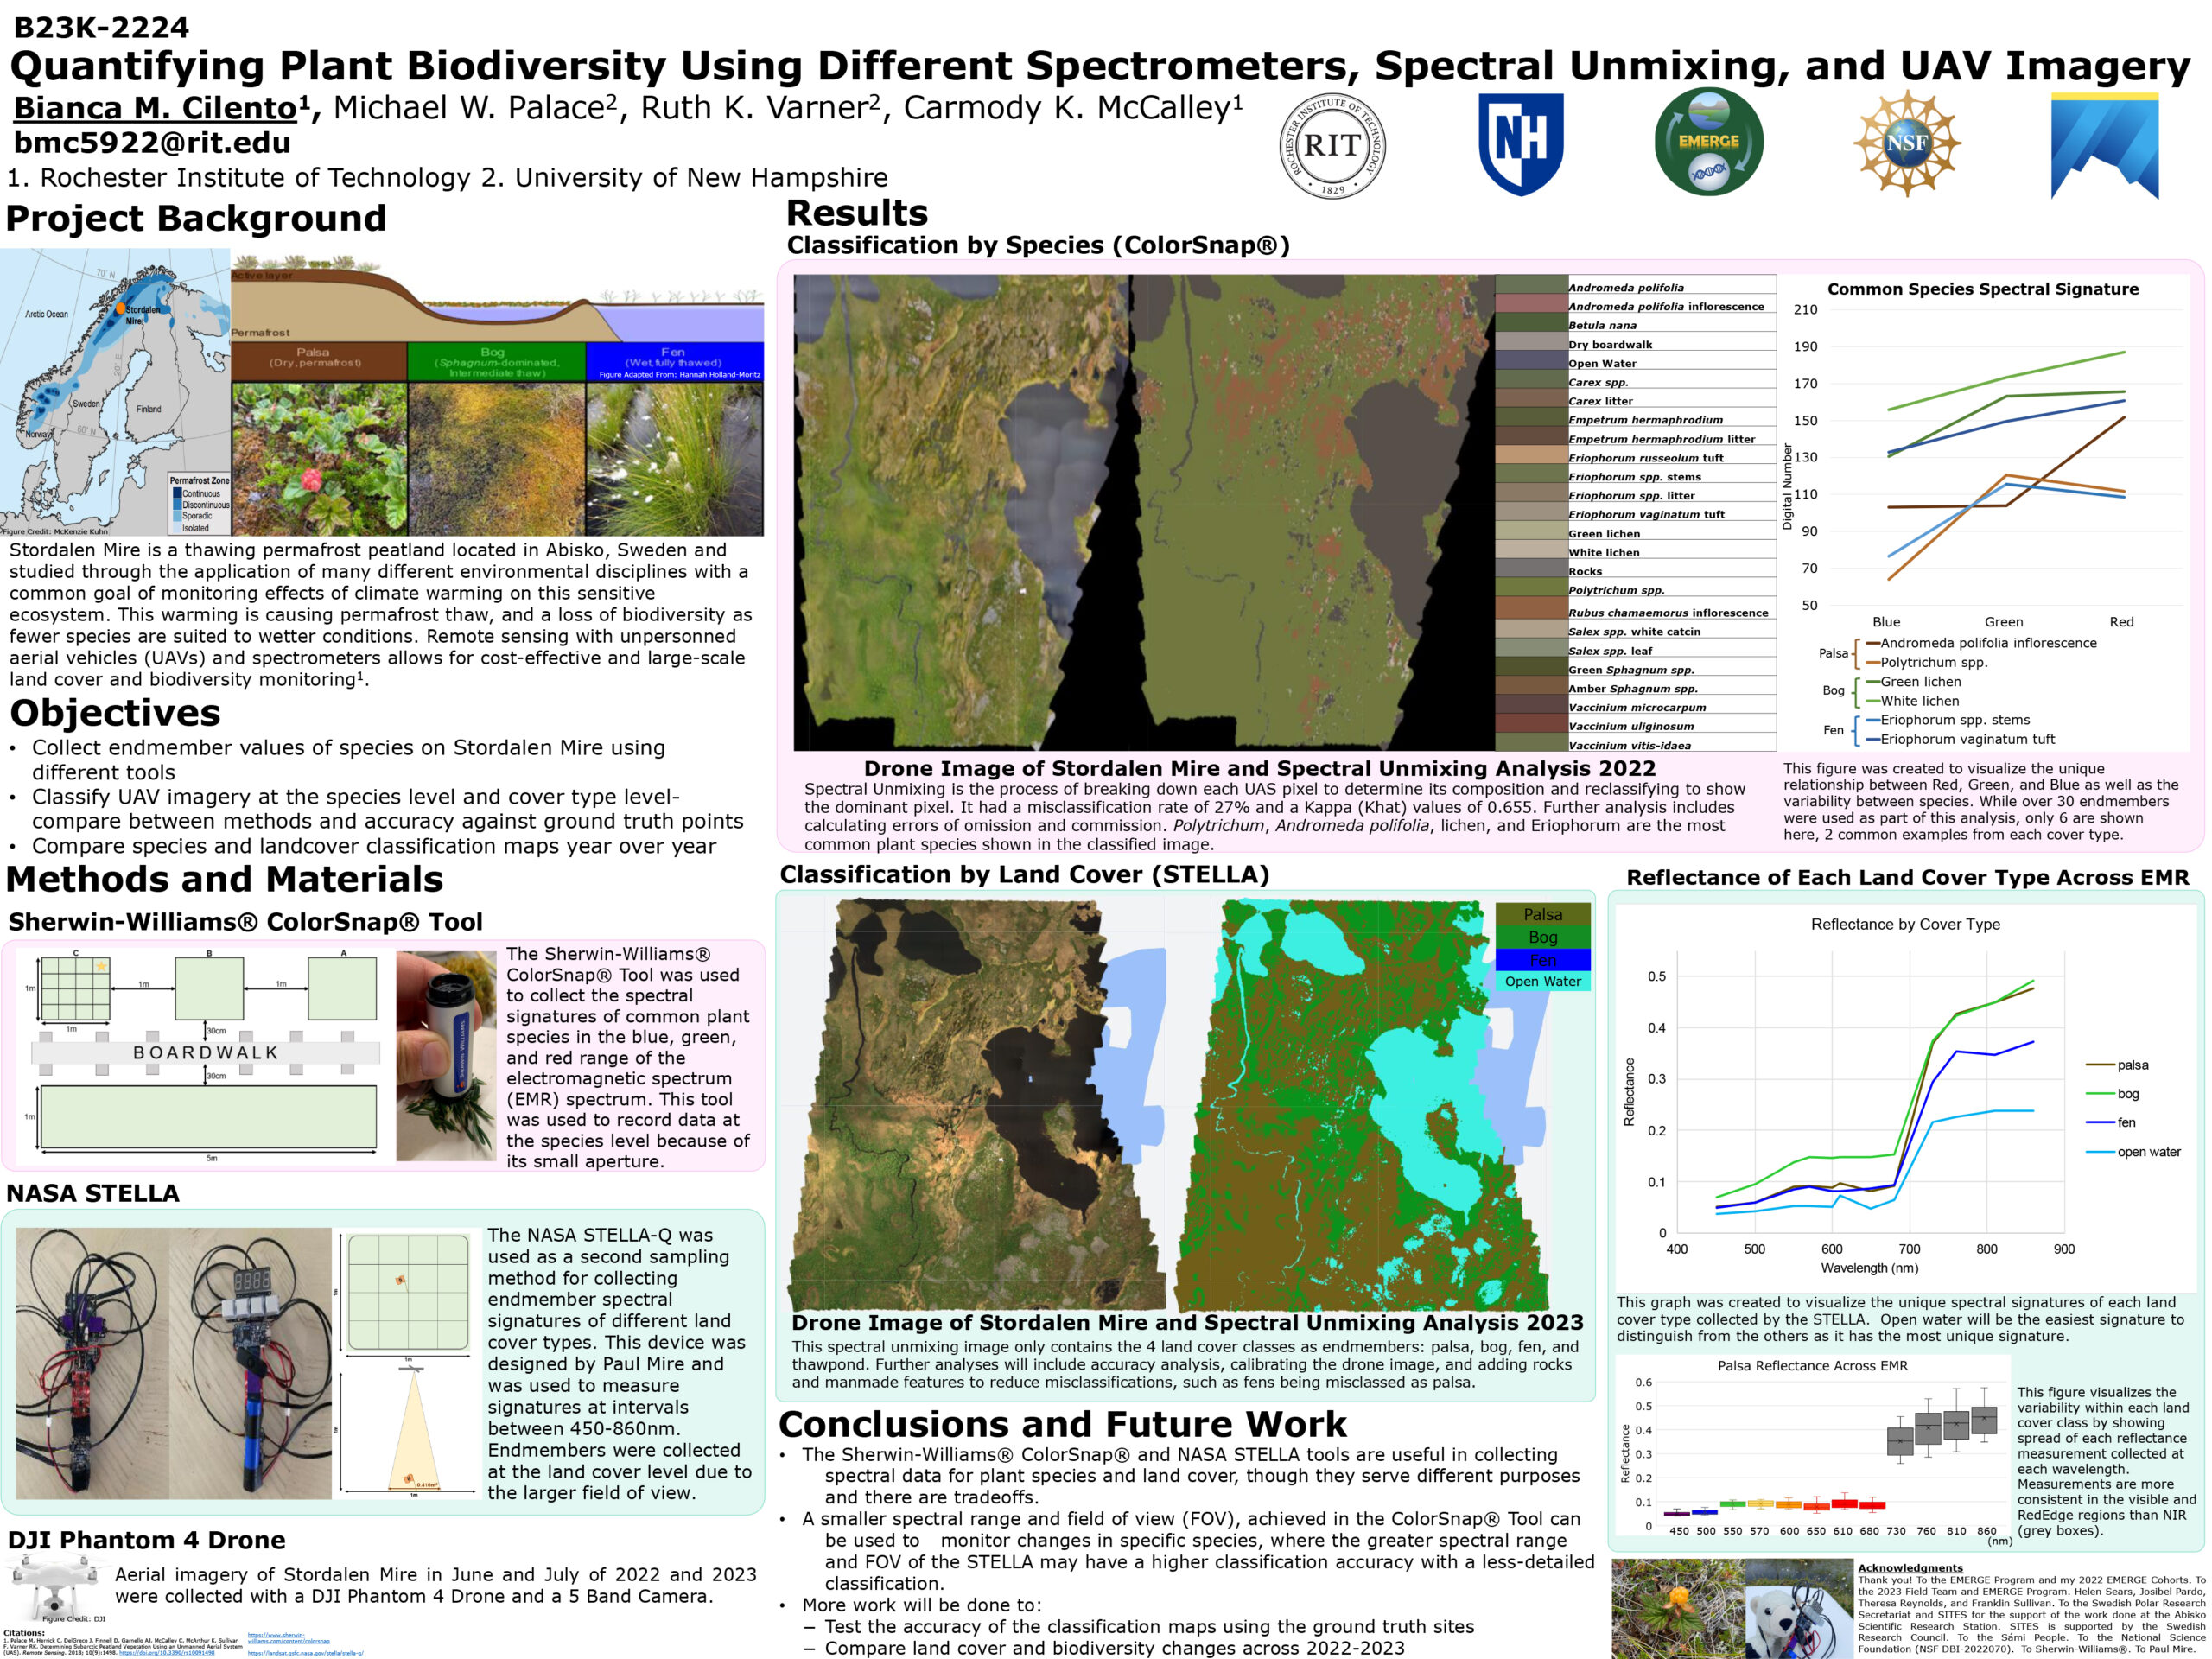 B23K-2224
Quantifying Plant Biodiversity Using Different Spectrometers, Spectral Unmixing, and UAV Imagery
Bianca M. Cilento1, Michael W. Palace2, Ruth K. Varner2, Carmody K. McCalley1
bmc5922@rit.edu
1. Rochester Institute of Technology 2. University of New Hampshire
ROCHESTER INSTITUTE OF TECHNOLOGY
RIT
1829
NH
EMERGE
NSF
Project Background
70° N
Arctic Ocean
Stordalen
Mire
20° E
Sweden
Finland
Norway
60° N
Permafrost Zone
Continuous
Discontinuous
Sporadic
Isolated
Figure Credit: McKenzie Kuhn
Active layer
Permafrost
Palsa
(Dry, permafrost)
Bog
(Sphagnum-dominated,
Intermediate thaw)
Fen
(Wet, fully thawed)
Figure Adapted From: Hannah Holland-Moritz
Stordalen Mire is a thawing permafrost peatland located in Abisko, Sweden and
studied through the application of many different environmental disciplines with a
common goal of monitoring effects of climate warming on this sensitive
ecosystem. This warming is causing permafrost thaw, and a loss of biodiversity as
fewer species are suited to wetter conditions. Remote sensing with unpersonned
aerial vehicles (UAVs) and spectrometers allows for cost-effective and large-scale
land cover and biodiversity monitoring1.
Objectives
• Collect endmember values of species on Stordalen Mire using
different tools
• Classify UAV imagery at the species level and cover type level-
compare between methods and accuracy against ground truth points
• Compare species and landcover classification maps year over year
Methods and Materials
Sherwin-Williams® ColorSnap® Tool
C
B
A
1m
1m
1m
1m
30cm
BOARDWALK
30cm
1m
5m
SHERWIN-WILLIAMS
The Sherwin-Williams®
ColorSnap® Tool was used
to collect the spectral
signatures of common plant
species in the blue, green,
and red range of the
electromagnetic spectrum
(EMR) spectrum. This tool
was used to record data at
the species level because of
its small aperture.
NASA STELLA
1m
1m
1m
1m
The NASA STELLA-Q was
used as a second sampling
method for collecting
endmember spectral
signatures of different land
cover types. This device was
designed by Paul Mire and
was used to measure
signatures at intervals
between 450-860nm.
Endmembers were collected
at the land cover level due to
the larger field of view.
DJI Phantom 4 Drone
Aerial imagery of Stordalen Mire in June and July of 2022 and 2023
were collected with a DJI Phantom 4 Drone and a 5 Band Camera.
Figure Credit: DJI
Citations:
1. Palace M, Herrick C, DelGreco J, Finnell D, Garnello AJ, McCalley C, McArthur K, Sullivan
F, Varner RK. Determining Subarctic Peatland Vegetation Using an Unmanned Aerial System
(UAS). Remote Sensing. 2018; 10(9):1498. https://doi.org/10.3390/rs10091498
https://www.sherwin-
williams.com/content/colorsnap
https://landsat.gsfc.nasa.gov/stella/stella-q/
Results
Classification by Species (ColorSnap®)
Andromeda polifolia
Andromeda polifolia inflorescence
Betula nana
Dry boardwalk
Open Water
Carex spp.
Carex litter
Empetrum hermaphrodium
Empetrum hermaphrodium litter
Eriophorum russeolum tuft
Eriophorum spp. stems
Eriophorum spp. litter
Eriophorum vaginatum tuft
Green lichen
White lichen
Rocks
Polytrichum spp.
Rubus chamaemorus inflorescence
Salex spp. white catcin
Salex spp. leaf
Green Sphagnum spp.
Amber Sphagnum spp.
Vaccinium microcarpum
Vaccinium uliginosum
Vaccinium vitis-idaea
Drone Image of Stordalen Mire and Spectral Unmixing Analysis 2022
Spectral Unmixing is the process of breaking down each UAS pixel to determine its composition and reclassifying to show
the dominant pixel. It had a misclassification rate of 27% and a Kappa (Khat) values of 0.655. Further analysis includes
calculating errors of omission and commission. Polytrichum, Andromeda polifolia, lichen, and Eriophorum are the most
common plant species shown in the classified image.
Common Species Spectral Signature
210
190
170
150
130
110
90
70
50
Digital Number
Blue
Green
Red
Palsa
Andromeda polifolia inflorescence
Polytrichum spp.
Bog
Green lichen
White lichen
Fen
Eriophorum spp. stems
Eriophorum vaginatum tuft
This figure was created to visualize the unique
relationship between Red, Green, and Blue as well as the
variability between species. While over 30 endmembers
were used as part of this analysis, only 6 are shown
here, 2 common examples from each cover type.
Classification by Land Cover (STELLA)
Palsa
Bog
Fen
Open Water
Drone Image of Stordalen Mire and Spectral Unmixing Analysis 2023
This spectral unmixing image only contains the 4 land cover classes as endmembers: palsa, bog, fen, and
thawpond. Further analyses will include accuracy analysis, calibrating the drone image, and adding rocks
and manmade features to reduce misclassifications, such as fens being misclassed as palsa.
Reflectance of Each Land Cover Type Across EMR
Reflectance by Cover Type
0.5
0.4
0.3
0.2
0.1
0
Reflectance
400
500
600
700
800
900
Wavelength (nm)
palsa
bog
fen
open water
This graph was created to visualize the unique spectral signatures of each land
cover type collected by the STELLA. Open water will be the easiest signature to
distinguish from the others as it has the most unique signature.
Palsa Reflectance Across EMR
0.6
0.5
0.4
0.3
0.2
0.1
0
Reflectance
450 500 550 570 600 650 610 680 730 760 810 860
(nm)
This figure visualizes the
variability within each land
cover class by showing
spread of each reflectance
measurement collected at
each wavelength.
Measurements are more
consistent in the visible and
RedEdge regions than NIR
(grey boxes).
Conclusions and Future Work
• The Sherwin-Williams® ColorSnap® and NASA STELLA tools are useful in collecting
spectral data for plant species and land cover, though they serve different purposes
and there are tradeoffs.
• A smaller spectral range and field of view (FOV), achieved in the ColorSnap® Tool can
be used to monitor changes in specific species, where the greater spectral range
and FOV of the STELLA may have a higher classification accuracy with a less-detailed
classification.
• More work will be done to:
– Test the accuracy of the classification maps using the ground truth sites
– Compare land cover and biodiversity changes across 2022-2023
Acknowledgments
Thank you! To the EMERGE Program and my 2022 EMERGE Cohorts. To
the 2023 Field Team and EMERGE Program. Helen Sears, Josibel Pardo,
Theresa Reynolds, and Franklin Sullivan. To the Swedish Polar Research
Secretariat and SITES for the support of the work done at the Abisko
Scientific Research Station. SITES is supported by the Swedish
Research Council. To the Sámi People. To the National Science
Foundation (NSF DBI-2022070). To Sherwin-Williams®. To Paul Mire.